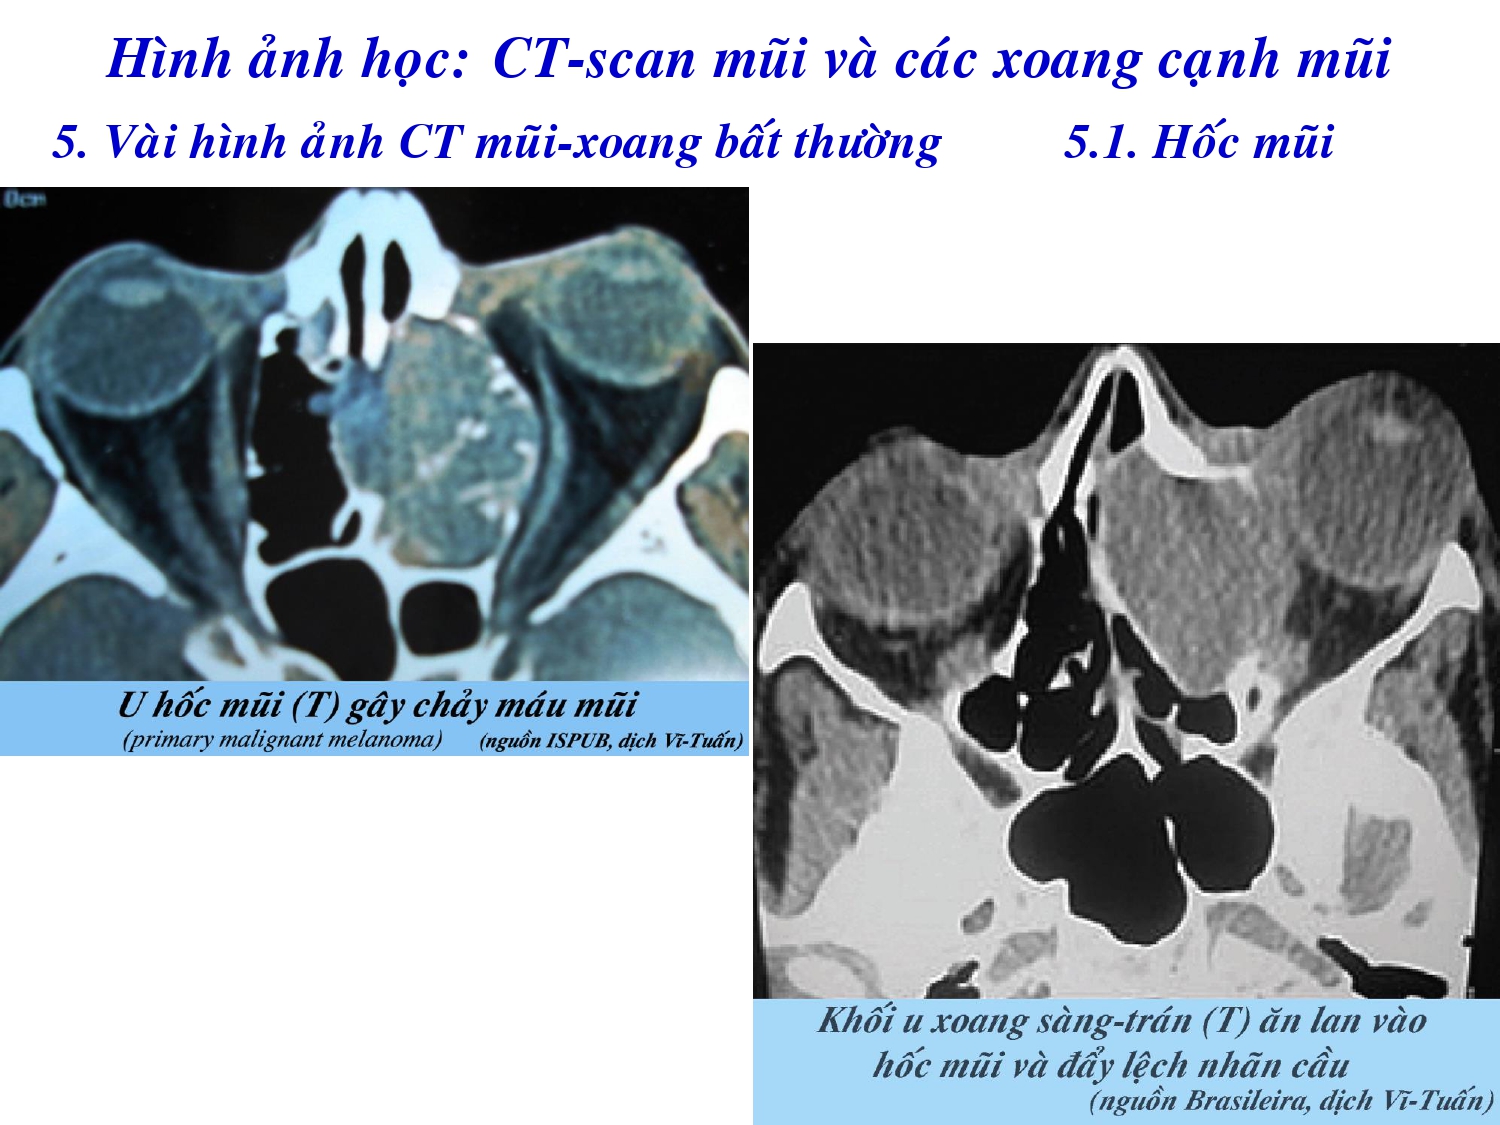 Hình ảnh học: CT-scan mũi và các xoang cạnh mũi
5. Vài hình ảnh CT mũi-xoang bất thường 5.1. Hốc mũi
0cm
U hốc mũi (T) gây chảy máu mũi
(primary malignant melanoma) (nguồn ISPUB, dịch Vĩ-Tuấn)
Khối u xoang sàng-trán (T) ăn lan vào
hốc mũi và đẩy lệch nhãn cầu
(nguồn Brasileira, dịch Vĩ-Tuấn)